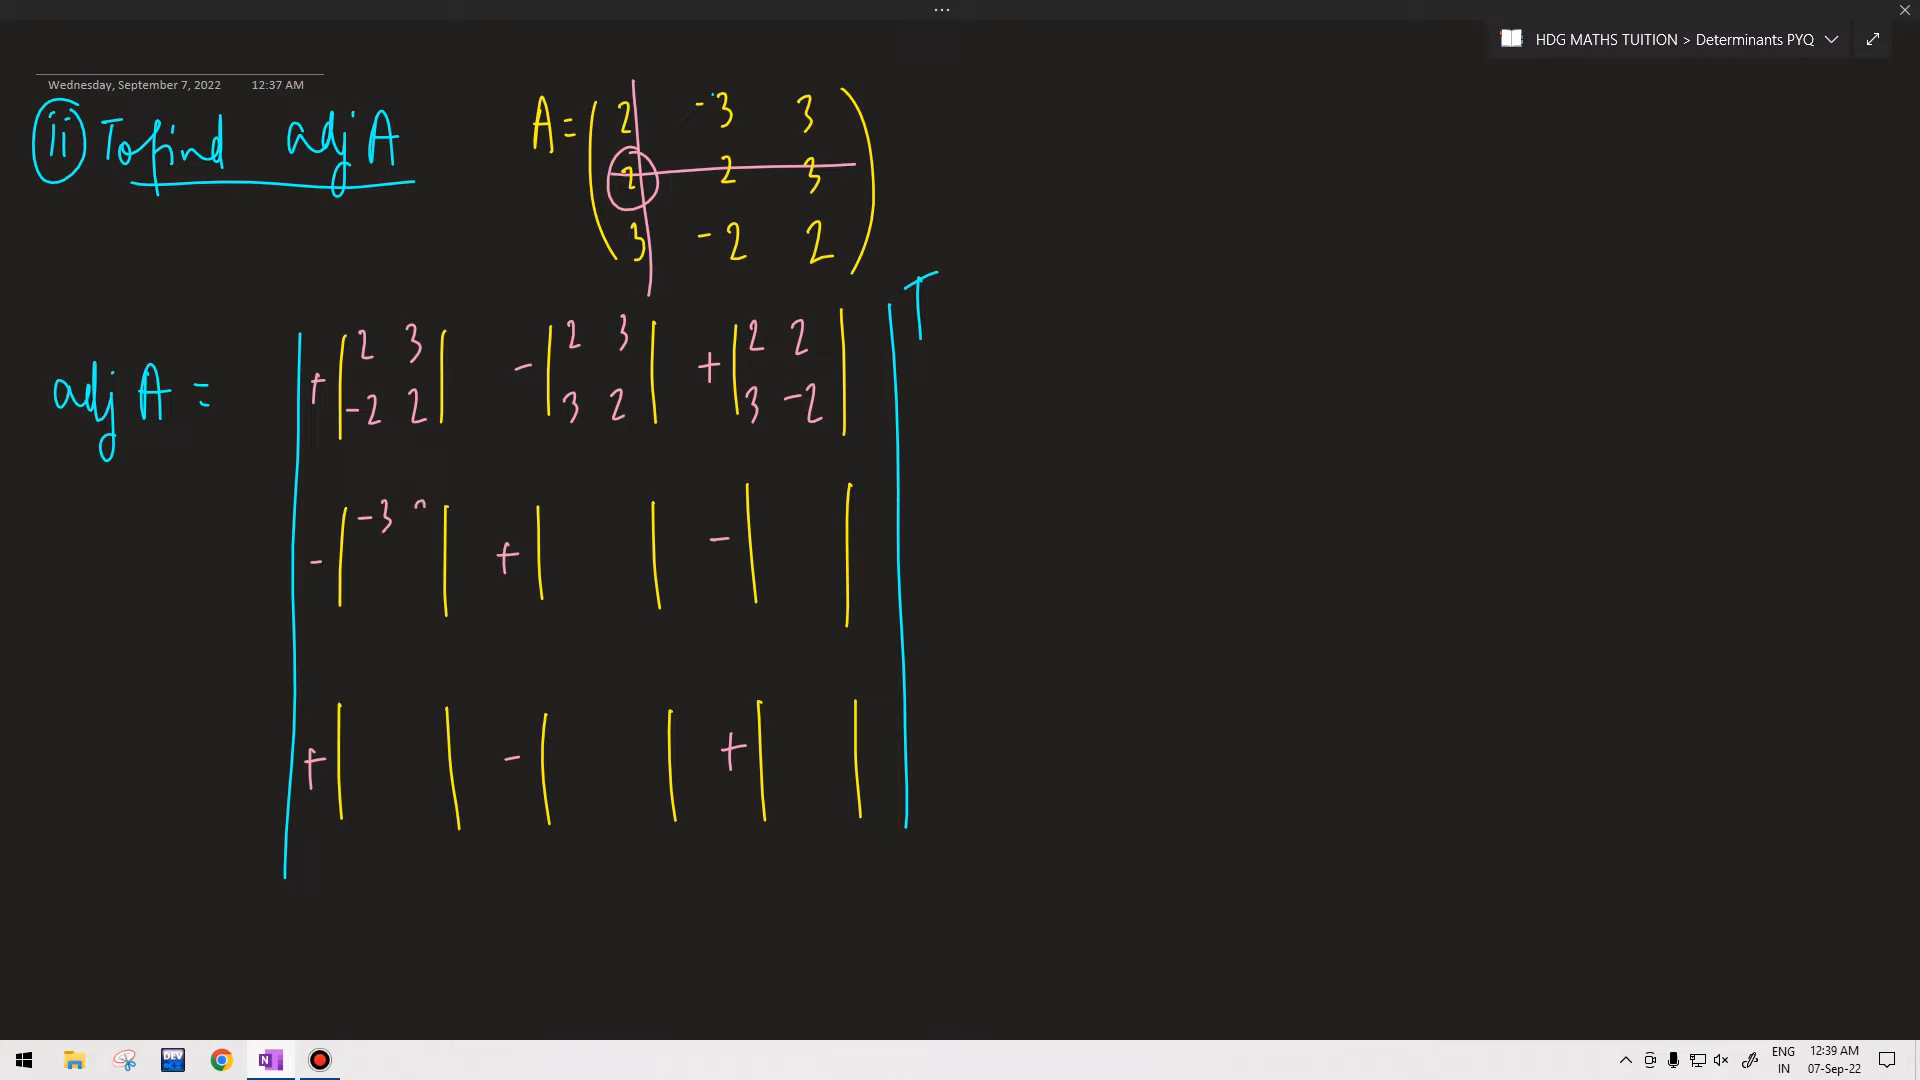 HDG MATHS TUITION > Determinants PYQ
Wednesday, September 7, 2022 12:37 AM
(ii) To find adj A
A = ( 2 -3 3
2 2 3
3 -2 2 )
adj A =
+ | 2 3 | - | 2 3 | + | 2 2 | T
| -2 2 | | 3 2 | | 3 -2 |
- | -3 | + | | - | |
+ | | - | | + | |
DEV
N
ENG
IN
12:39 AM
07-Sep-22